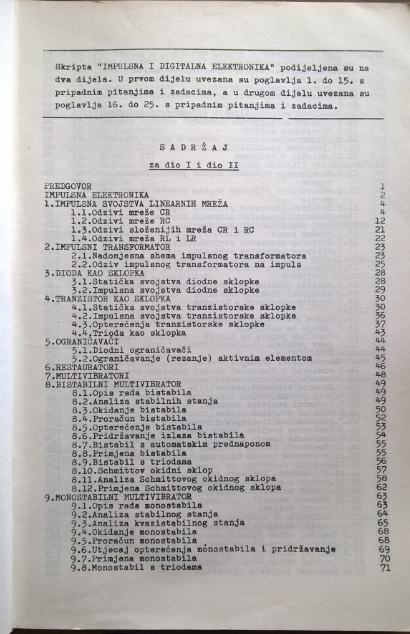 Skripta "IMPULSNA I DIGITALNA ELEKTRONIKA" podijeljena su na
dva dijela. U prvom dijelu uvezana su poglavlja 1. do 15. s
pripadnim pitanjima i zadacima, a u drugom dijelu uvezana su
poglavlja 16. do 25. s pripadnim pitanjima i zadacima.
S A D R Ž A J
za dio I i dio II
PREDGOVOR 1
IMPULSNA ELEKTRONIKA 2
1.IMPULSNA SVOJSTVA LINEARNIH MREŽA 4
1.1.Odzivi mreže CR 4
1.2.Odzivi mreže RC 12
1.3.Odzivi složenijih mreža CR i RC 21
1.4.Odzivi mreža RL i LR 22
2.IMPULSNI TRANSFORMATOR 23
2.1.Nadomjesna shema impulsnog transformatora 23
2.2.Odziv impulsnog transformatora na impuls 25
3.DIODA KAO SKLOPKA 28
3.1.Statička svojstva diodne sklopke 28
3.2.Impulsna svojstva diodne sklopke 29
4.TRANZISTOR KAO SKLOPKA 30
4.1.Statička svojstva tranzistorske sklopke 30
4.2.Impulsna svojstva tranzistorske sklopke 36
4.3.Opterećenja tranzistorske sklopke 37
4.4.Trioda kao sklopka 43
5.OGRANIČAVAČI 44
5.1.Diodni ograničavači 44
5.2.Ograničavanje (rezanje) aktivnim elementom 45
6.RESTAURATORI 46
7.MULTIVIBRATORI 48
8.BISTABILNI MULTIVIBRATOR 49
8.1.Opis rada bistabila 49
8.2.Analiza stabilnih stanja 49
8.3.Okidanje bistabila 50
8.4.Proračun bistabila 52
8.5.Opterećenje bistabila 53
8.6.Pridržavanje izlaza bistabila 54
8.7.Bistabil s automatskim prednaponom 55
8.8.Primjena bistabila 55
8.9.Bistabil s triodama 56
8.10.Schmittov okidni sklop 57
8.11.Analiza Schmittovog okidnog sklopa 58
8.12.Primjena Schmittovog okidnog sklopa 62
9.MONOSTABILNI MULTIVIBRATOR 63
9.1.Opis rada monostabila 63
9.2.Analiza stabilnog stanja 64
9.3.Analiza kvazistabilnog stanja 65
9.4.Okidanje monostabila 68
9.5.Proračun monostabila 68
9.6.Utjecaj opterećenja monostabila i pridržavanje 69
9.7.Primjena monostabila 70
9.8.Monostabil s triodama 71